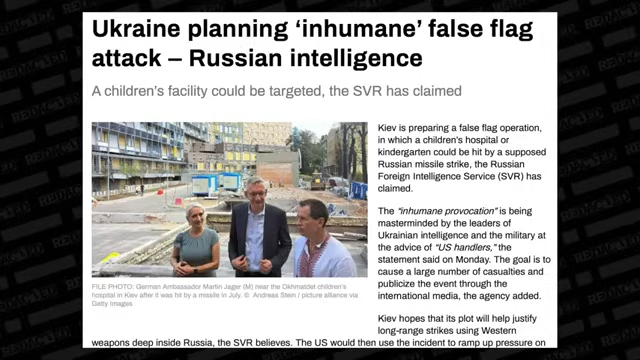 Ukraine planning ‘inhumane’ false flag
attack – Russian intelligence
A children’s facility could be targeted, the SVR has claimed
Kiev is preparing a false flag operation,
in which a children's hospital or
kindergarten could be hit by a supposed
Russian missile strike, the Russian
Foreign Intelligence Service (SVR) has
claimed.
The “inhumane provocation” is being
masterminded by the leaders of
Ukrainian intelligence and the military at
the advice of “US handlers,” the
statement said on Monday. The goal is to
cause a large number of casualties and
publicize the event through the
international media, the agency added.
FILE PHOTO: German Ambassador Martin Jager (M) near the Okhmatdet children's
hospital in Kiev after it was hit by a missile in July. © Andreas Stein / picture alliance via
Getty Images
Kiev hopes that its plot will help justify
long-range strikes using Western
weapons deep inside Russia, the SVR believes. The US would then use the incident to ramp up pressure on
REDACTED